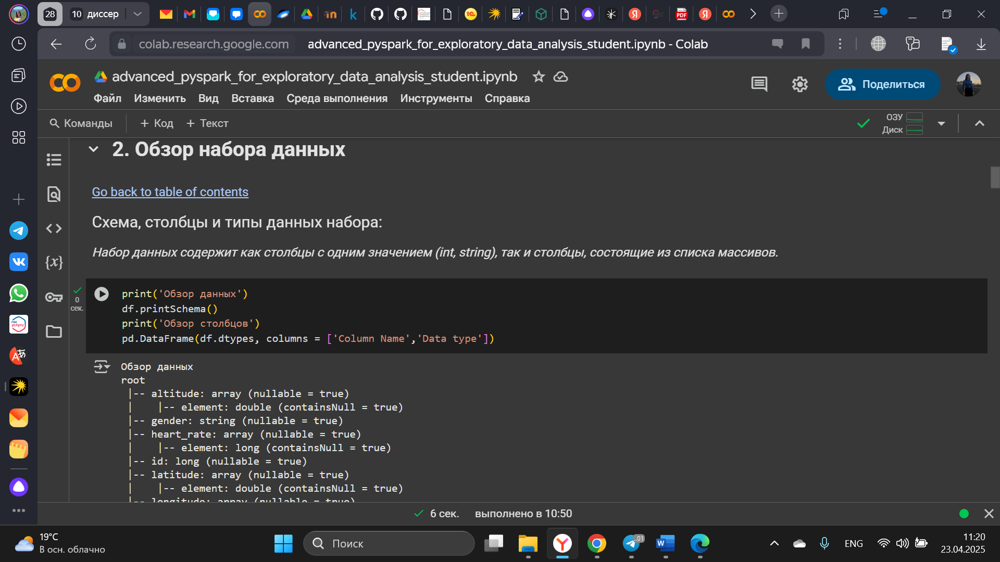 28
10 диссер
colab.research.google.com
advanced_pyspark_for_exploratory_data_analysis_student.ipynb - Colab
advanced_pyspark_for_exploratory_data_analysis_student.ipynb
Файл Изменить Вид Вставка Среда выполнения Инструменты Справка
Поделиться
Команды
+ Код + Текст
ОЗУ
Диск
2. Обзор набора данных
Go back to table of contents
Схема, столбцы и типы данных набора:
Набор данных содержит как столбцы с одним значением (int, string), так и столбцы, состоящие из списка массивов.
0
сек.
print('Обзор данных')
df.printSchema()
print('Обзор столбцов')
pd.DataFrame(df.dtypes, columns = ['Column Name','Data type'])
Обзор данных
root
|-- altitude: array (nullable = true)
|    |-- element: double (containsNull = true)
|-- gender: string (nullable = true)
|-- heart_rate: array (nullable = true)
|    |-- element: long (containsNull = true)
|-- id: long (nullable = true)
|-- latitude: array (nullable = true)
|    |-- element: double (containsNull = true)
|-- longitude: array (nullable = true)
6 сек. выполнено в 10:50
19°C
В осн. облачно
Поиск
ENG
11:20
23.04.2025